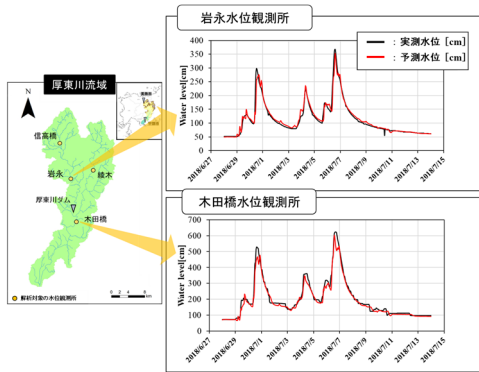 岩永水位観測所
：実測水位［cm］
：予測水位［cm］
400
350
300
250
200
150
100
50
0
Water level[cm]
2018/6/27
2018/6/29
2018/7/1
2018/7/3
2018/7/5
2018/7/7
2018/7/9
2018/7/11
2018/7/13
2018/7/15
厚東川流域
N
信高橋
岩永
綾木
厚東川ダム
木田橋
解析対象の水位観測所
0 2 4 6 8
km
木田橋水位観測所
700
600
500
400
300
200
100
0
Water level[cm]
2018/6/27
2018/6/29
2018/7/1
2018/7/3
2018/7/5
2018/7/7
2018/7/9
2018/7/11
2018/7/13
2018/7/15